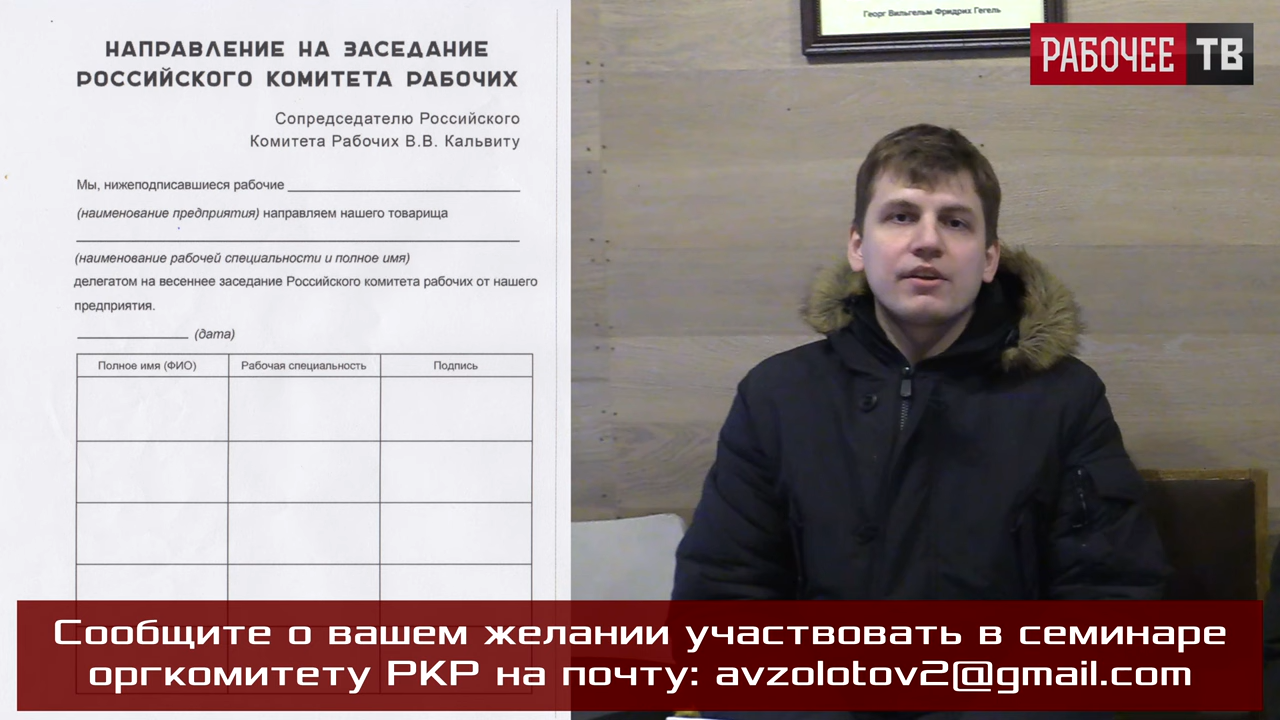 НАПРАВЛЕНИЕ НА ЗАСЕДАНИЕ
РОССИЙСКОГО КОМИТЕТА РАБОЧИХ
Сопредседателю Российского
Комитета Рабочих В.В. Кальвиту
Мы, нижеподписавшиеся рабочие
(наименование предприятия) направляем нашего товарища
(наименование рабочей специальности и полное имя)
делегатом на весеннее заседание Российского комитета рабочих от нашего
предприятия.
(дата)
Полное имя (ФИО) Рабочая специальность Подпись
Георг Вильгельм Фридрих Гегель
РАБОЧЕЕ ТВ
Сообщите о вашем желании участвовать в семинаре
оргкомитету РКР на почту: avzolotov2@gmail.com